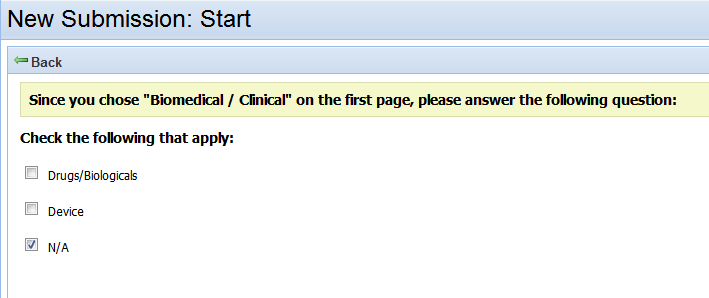 New Submission: Start
Back
Since you chose "Biomedical / Clinical" on the first page, please answer the following question:
Check the following that apply:
Drugs/Biologicals
Device
N/A